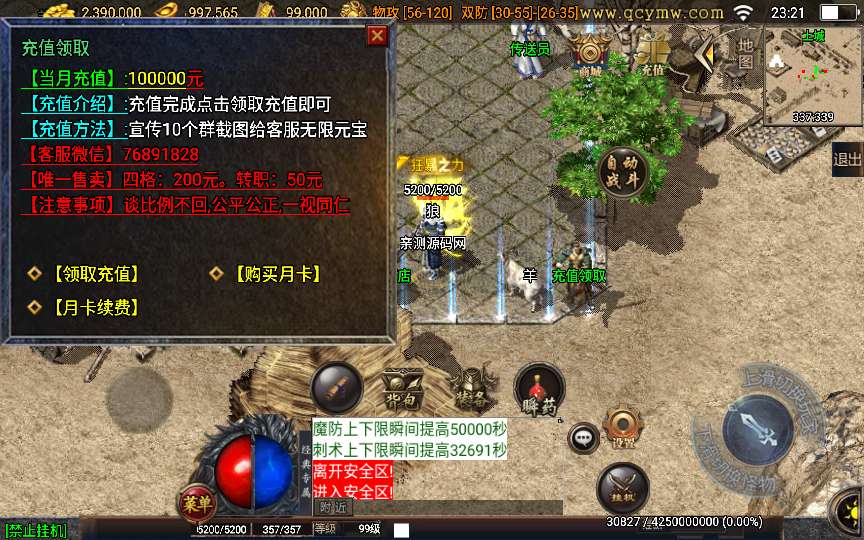 2,390,000
997,565
99,000
物攻 [56-120]
双防 [30-55]-[26-35]
www.qcymw.com
23:21
充值领取
【当月充值】:100000元
【充值介绍】:充值完成点击领取充值即可
【充值方法】:宣传10个群截图给客服无限元宝
【客服微信】76891828
【唯一售卖】四格：200元。转职：50元
【注意事项】谈比例不回,公平公正,一视同仁
【领取充值】
【购买月卡】
【月卡续费】
传送员
商城
充值
地图
土城
337:339
退出
自动战斗
狂暴之力
5200/5200
狼
亲测源码网
店
羊
充值领取
背包
装备
瞬药
魔防上下限瞬间提高50000秒
刺术上下限瞬间提高32691秒
离开安全区!
进入安全区!
附近
经典专属
设置
挂机
菜单
[禁止挂机]
5200/5200
357/357
等级
99级
30827 / 4250000000 (0.00%)